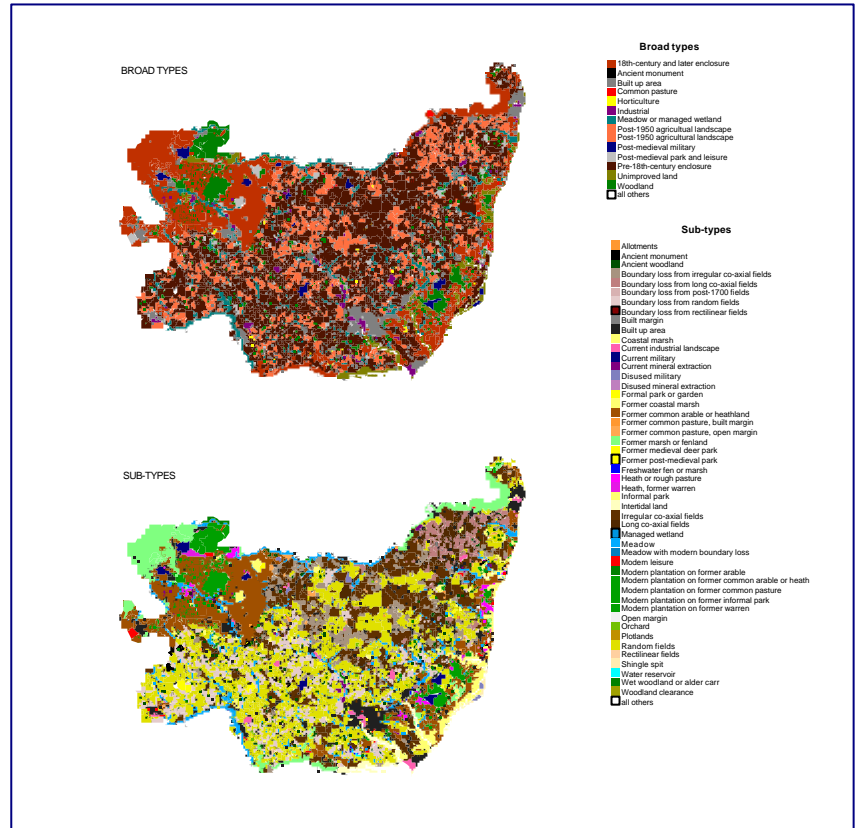 BROAD TYPES
Broad types
18th-century and later enclosure
Ancient monument
Built up area
Common pasture
Horticulture
Industrial
Meadow or managed wetland
Post-1950 agricultual landscape
Post-1950 agricultural landscape
Post-medieval military
Post-medieval park and leisure
Pre-18th-century enclosure
Unimproved land
Woodland
all others
Sub-types
Allotments
Ancient monument
Ancient woodland
Boundary loss from irregular co-axial fields
Boundary loss from long co-axial fields
Boundary loss from post-1700 fields
Boundary loss from random fields
Boundary loss from rectilinear fields
Built margin
Built up area
Coastal marsh
Current industrial landscape
Current military
Current mineral extraction
Disused military
Disused mineral extraction
Formal park or garden
Former coastal marsh
Former common arable or heathland
Former common pasture, built margin
Former common pasture, open margin
Former marsh or fenland
Former medieval deer park
Former post-medieval park
Freshwater fen or marsh
Heath or rough pasture
Heath, former warren
Informal park
Intertidal land
Irregular co-axial fields
Long co-axial fields
Managed wetland
Meadow
Meadow with modern boundary loss
Modern leisure
Modern plantation on former arable
Modern plantation on former common arable or heath
Modern plantation on former common pasture
Modern plantation on former informal park
Modern plantation on former warren
Open margin
Orchard
Plotlands
Random fields
Rectilinear fields
Shingle spit
Water reservoir
Wet woodland or alder carr
Woodland clearance
all others
SUB-TYPES